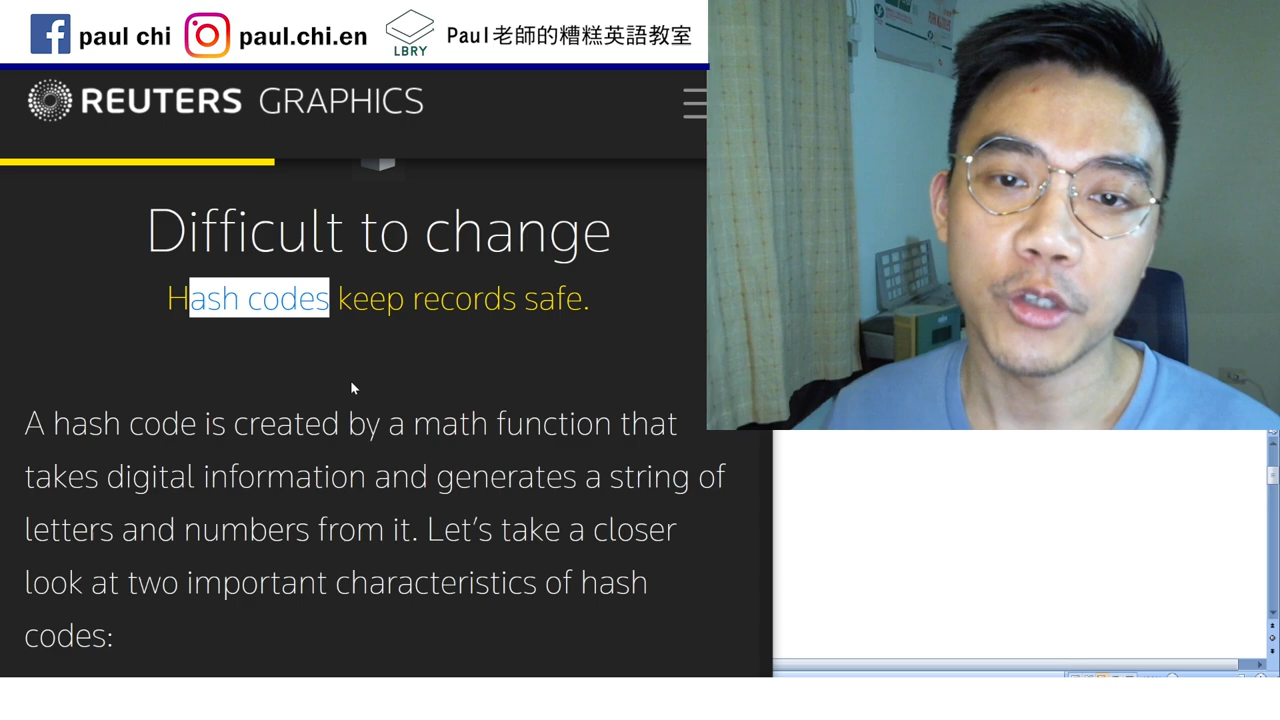 paul chi paul.chi.en LBRY Paul老師的糟糕英語教室
REUTERS GRAPHICS
Difficult to change
Hash codes keep records safe.
A hash code is created by a math function that
takes digital information and generates a string of
letters and numbers from it. Let’s take a closer
look at two important characteristics of hash
codes: